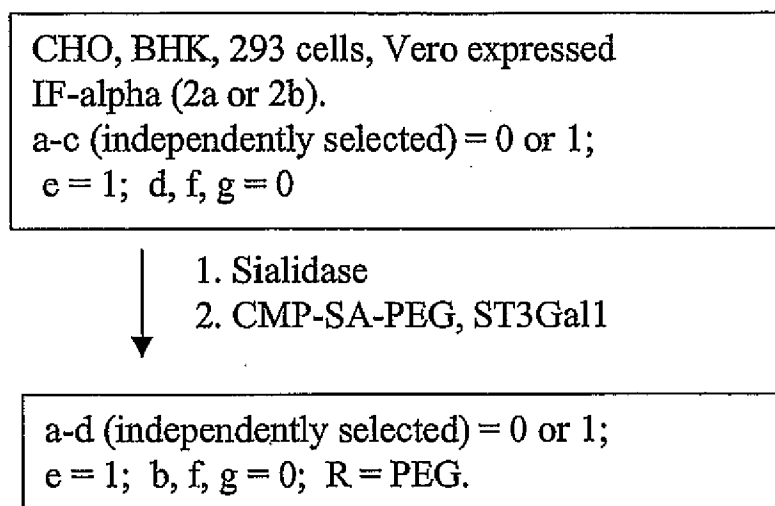 CHO, BHK, 293 cells, Vero expressed
IF-alpha (2a or 2b).
a-c (independently selected) = 0 or 1;
e = 1; d, f, g = 0
1. Sialidase
2. CMP-SA-PEG, ST3Gal1
a-d (independently selected) = 0 or 1;
e = 1; b, f, g = 0; R = PEG.